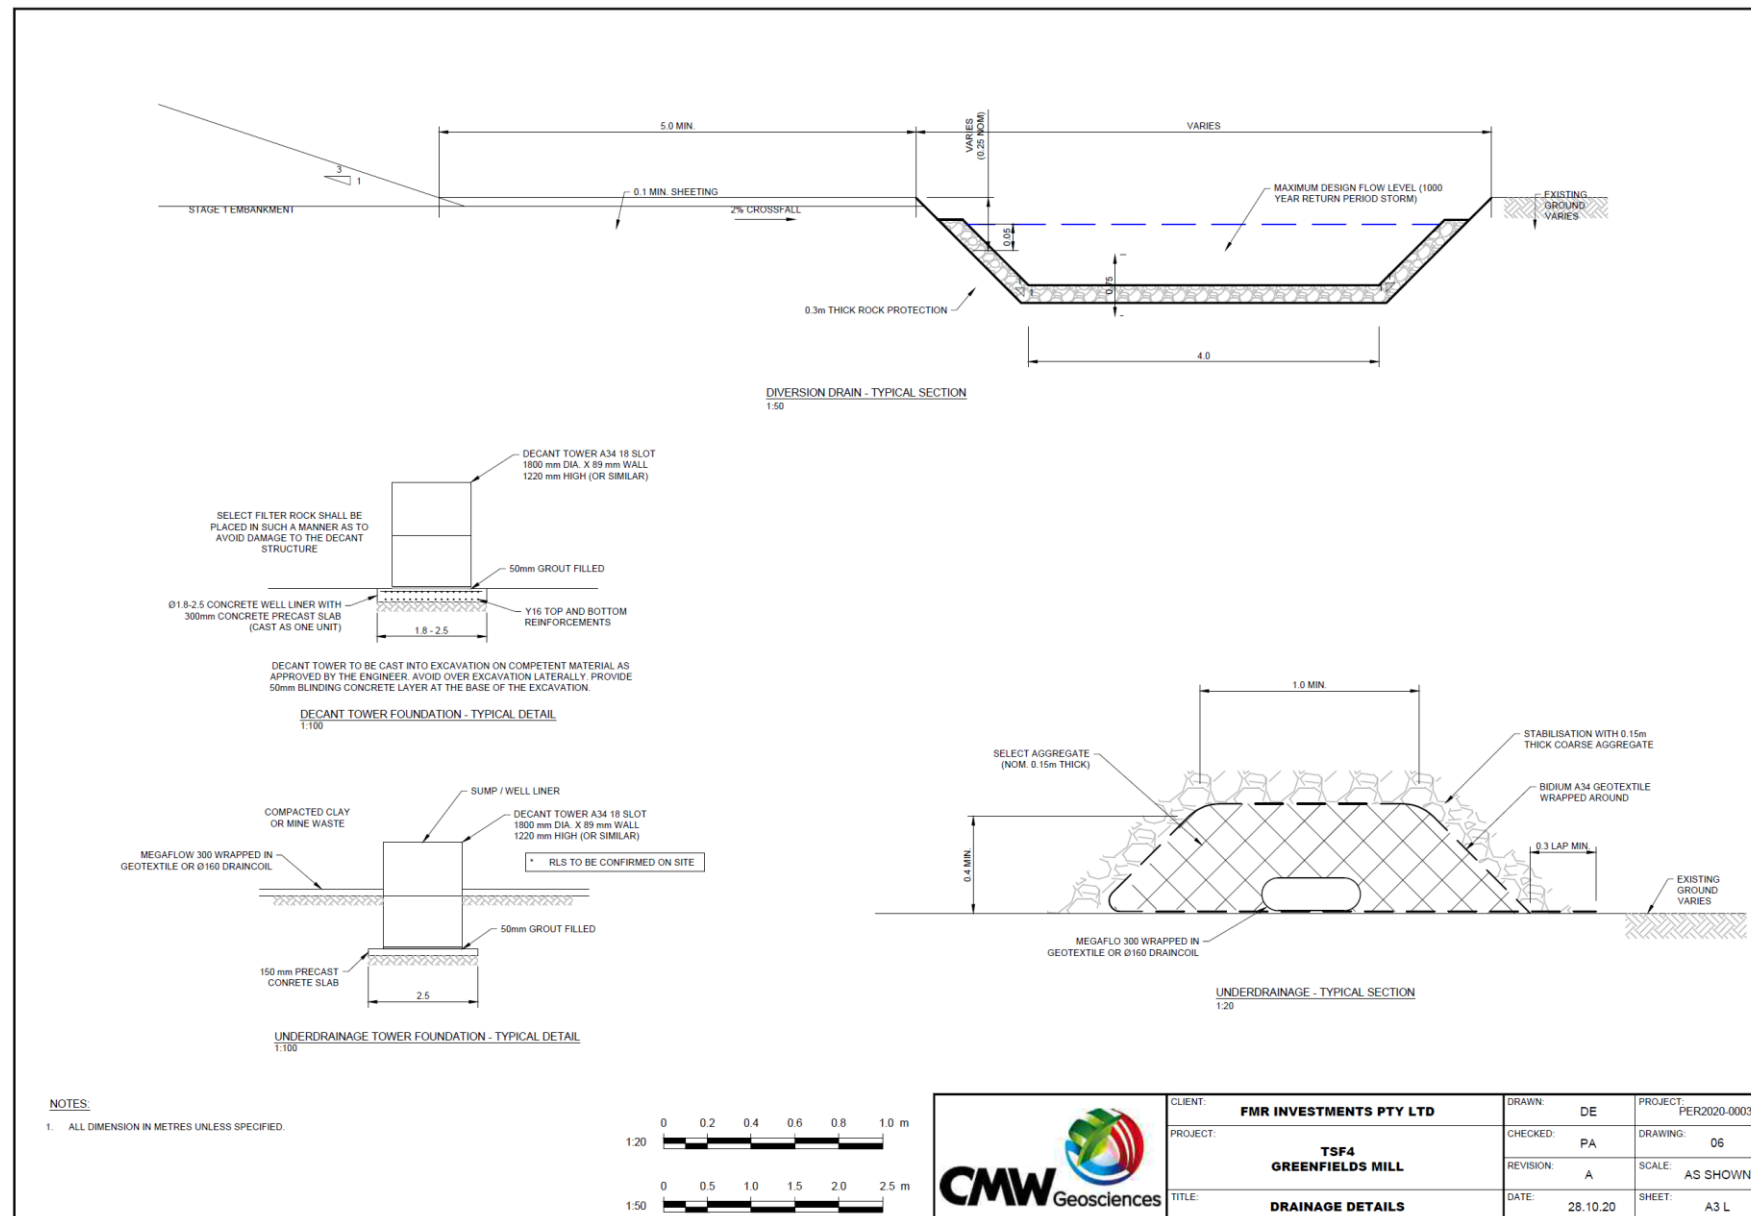 5.0 MIN.
VARIES
(0.25 NOM)
VARIES
3
1
0.1 MIN. SHEETING
MAXIMUM DESIGN FLOW LEVEL (1000
YEAR RETURN PERIOD STORM)
EXISTING
GROUND
VARIES
STAGE 1 EMBANKMENT
2% CROSSFALL
0.05
0.75
1
1
0.3m THICK ROCK PROTECTION
4.0
DIVERSION DRAIN - TYPICAL SECTION
1:50
DECANT TOWER A34 18 SLOT
1800 mm DIA. X 89 mm WALL
1220 mm HIGH (OR SIMILAR)
SELECT FILTER ROCK SHALL BE
PLACED IN SUCH A MANNER AS TO
AVOID DAMAGE TO THE DECANT
STRUCTURE
50mm GROUT FILLED
Ø1.8-2.5 CONCRETE WELL LINER WITH
300mm CONCRETE PRECAST SLAB
(CAST AS ONE UNIT)
Y16 TOP AND BOTTOM
REINFORCEMENTS
1.8 - 2.5
DECANT TOWER TO BE CAST INTO EXCAVATION ON COMPETENT MATERIAL AS
APPROVED BY THE ENGINEER. AVOID OVER EXCAVATION LATERALLY. PROVIDE
50mm BLINDING CONCRETE LAYER AT THE BASE OF THE EXCAVATION.
DECANT TOWER FOUNDATION - TYPICAL DETAIL
1:100
SUMP / WELL LINER
COMPACTED CLAY
OR MINE WASTE
DECANT TOWER A34 18 SLOT
1800 mm DIA. X 89 mm WALL
1220 mm HIGH (OR SIMILAR)
* RLS TO BE CONFIRMED ON SITE
MEGAFLOW 300 WRAPPED IN
GEOTEXTILE OR Ø160 DRAINCOIL
50mm GROUT FILLED
150 mm PRECAST
CONRETE SLAB
2.5
UNDERDRAINAGE TOWER FOUNDATION - TYPICAL DETAIL
1:100
1.0 MIN.
SELECT AGGREGATE
(NOM. 0.15m THICK)
STABILISATION WITH 0.15m
THICK COARSE AGGREGATE
BIDIUM A34 GEOTEXTILE
WRAPPED AROUND
0.4 MIN.
0.3 LAP MIN.
EXISTING
GROUND
VARIES
MEGAFLO 300 WRAPPED IN
GEOTEXTILE OR Ø160 DRAINCOIL
UNDERDRAINAGE - TYPICAL SECTION
1:20
NOTES:
1. ALL DIMENSION IN METRES UNLESS SPECIFIED.
0 0.2 0.4 0.6 0.8 1.0 m
1:20
0 0.5 1.0 1.5 2.0 2.5 m
1:50
CMW Geosciences
CLIENT:
FMR INVESTMENTS PTY LTD
PROJECT:
TSF4
GREENFIELDS MILL
TITLE:
DRAINAGE DETAILS
DRAWN:
DE
PROJECT:
PER2020-0003
CHECKED:
PA
DRAWING:
06
REVISION:
A
SCALE:
AS SHOWN
DATE:
28.10.20
SHEET:
A3 L